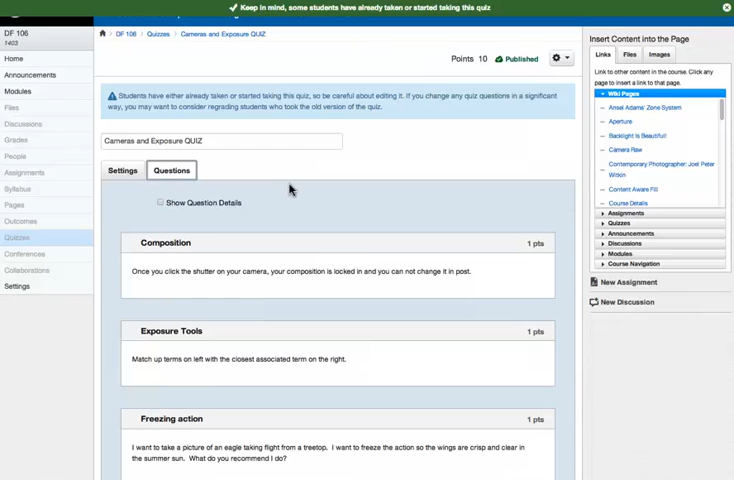 Keep in mind, some students have already taken or started taking this quiz
DF 106
1403
Home
Announcements
Modules
Files
Discussions
Grades
People
Assignments
Syllabus
Pages
Outcomes
Quizzes
Conferences
Collaborations
Settings
DF 106
Quizzes
Cameras and Exposure QUIZ
Points 10
Published
Students have either already taken or started taking this quiz, so be careful about editing it. If you change any quiz questions in a significant
way, you may want to consider regrading students who took the old version of the quiz.
Cameras and Exposure QUIZ
Settings
Questions
Show Question Details
Composition
1 pts
Once you click the shutter on your camera, your composition is locked in and you can not change it in post.
Exposure Tools
1 pts
Match up terms on left with the closest associated term on the right.
Freezing action
1 pts
I want to take a picture of an eagle taking flight from a treetop. I want to freeze the action so the wings are crisp and clear in
the summer sun. What do you recommend I do?
Insert Content into the Page
Links
Files
Images
Link to other content in the course. Click any
page to insert a link to that page.
Wiki Pages
Ansel Adams' Zone System
Aperture
Backlight is Beautiful!
Camera Raw
Contemporary Photographer: Joel Peter
Witkin
Content Aware Fill
Course Details
Assignments
Quizzes
Announcements
Discussions
Modules
Course Navigation
New Assignment
New Discussion